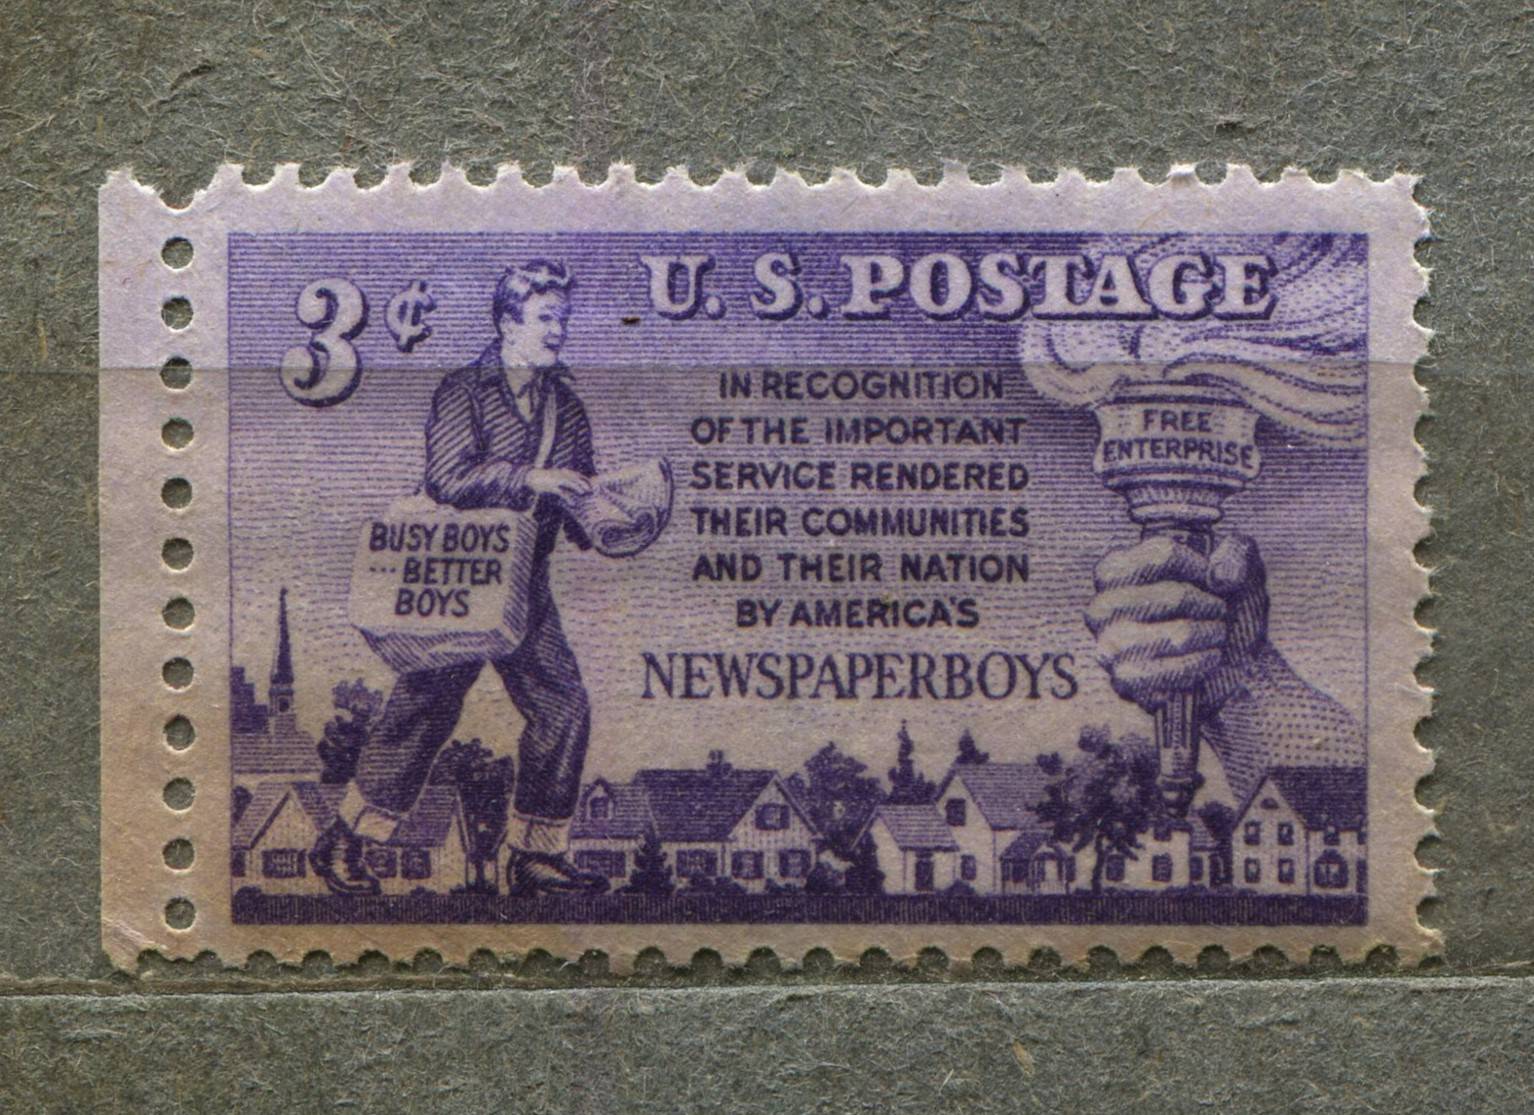 3¢
U. S. POSTAGE
IN RECOGNITION
OF THE IMPORTANT
SERVICE RENDERED
THEIR COMMUNITIES
AND THEIR NATION
BY AMERICA'S
NEWSPAPERBOYS
BUSY BOYS
...BETTER
BOYS
FREE
ENTERPRISE